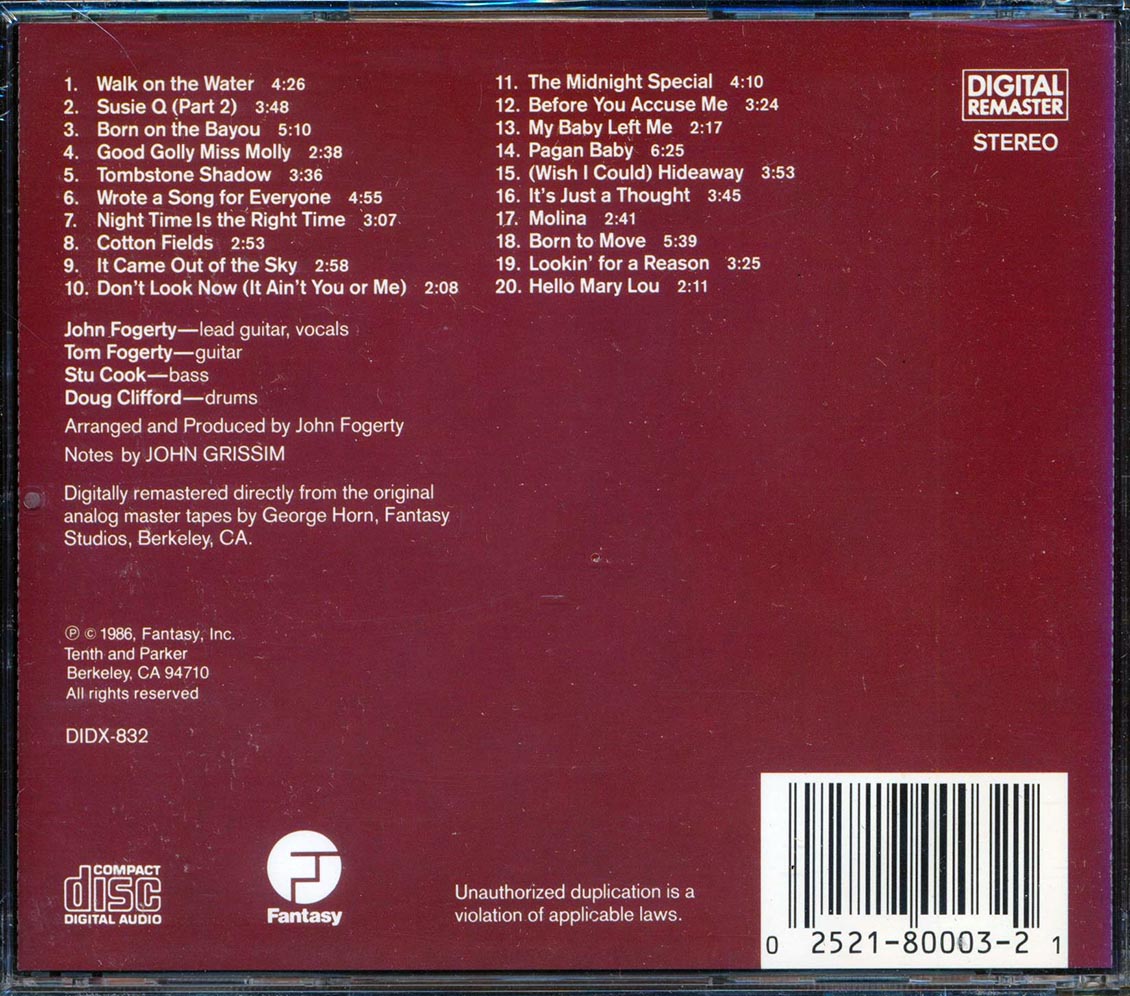 1. Walk on the Water 4:26
2. Susie Q (Part 2) 3:48
3. Born on the Bayou 5:10
4. Good Golly Miss Molly 2:38
5. Tombstone Shadow 3:36
6. Wrote a Song for Everyone 4:55
7. Night Time Is the Right Time 3:07
8. Cotton Fields 2:53
9. It Came Out of the Sky 2:58
10. Don't Look Now (It Ain't You or Me) 2:08
11. The Midnight Special 4:10
12. Before You Accuse Me 3:24
13. My Baby Left Me 2:17
14. Pagan Baby 6:25
15. (Wish I Could) Hideaway 3:53
16. It's Just a Thought 3:45
17. Molina 2:41
18. Born to Move 5:39
19. Lookin' for a Reason 3:25
20. Hello Mary Lou 2:11
DIGITAL
REMASTER
STEREO
John Fogerty—lead guitar, vocals
Tom Fogerty—guitar
Stu Cook—bass
Doug Clifford—drums
Arranged and Produced by John Fogerty
Notes by JOHN GRISSIM
Digitally remastered directly from the original
analog master tapes by George Horn, Fantasy
Studios, Berkeley, CA.
℗ © 1986, Fantasy, Inc.
Tenth and Parker
Berkeley, CA 94710
All rights reserved
DIDX-832
COMPACT
disc
DIGITAL AUDIO
Fantasy
Unauthorized duplication is a
violation of applicable laws.
0 2521-80003-2 1